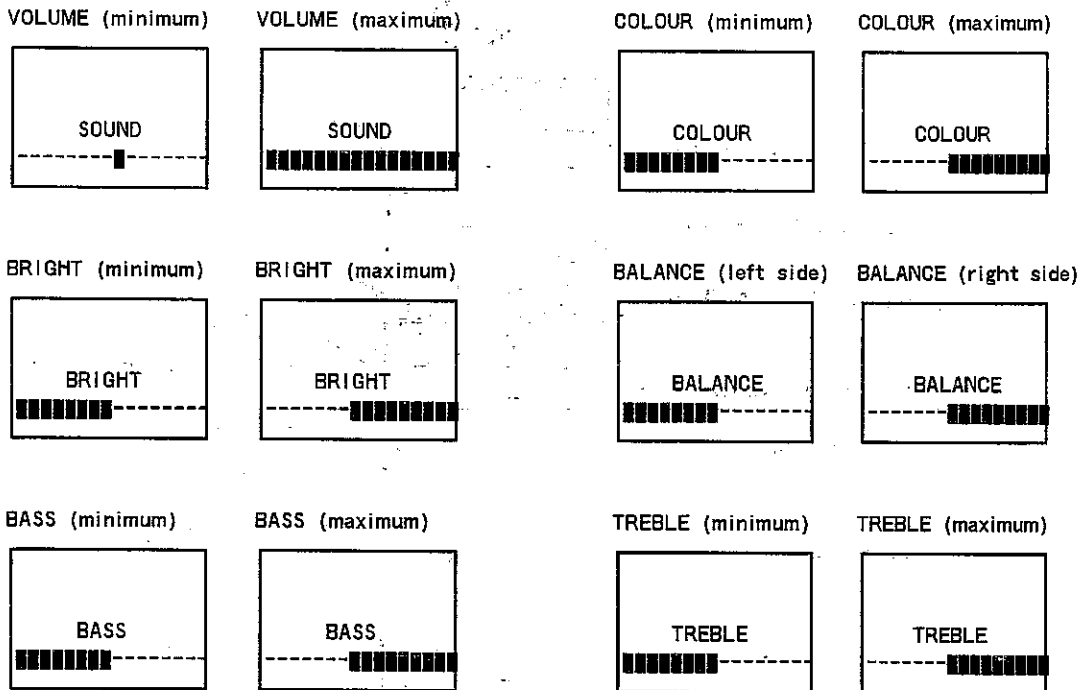 VOLUME (minimum) VOLUME (maximum) COLOUR (minimum) COLOUR (maximum)
SOUND SOUND COLOUR COLOUR
BRIGHT (minimum) BRIGHT (maximum) BALANCE (left side) BALANCE (right side)
BRIGHT BRIGHT BALANCE BALANCE
BASS (minimum) BASS (maximum) TREBLE (minimum) TREBLE (maximum)
BASS BASS TREBLE TREBLE